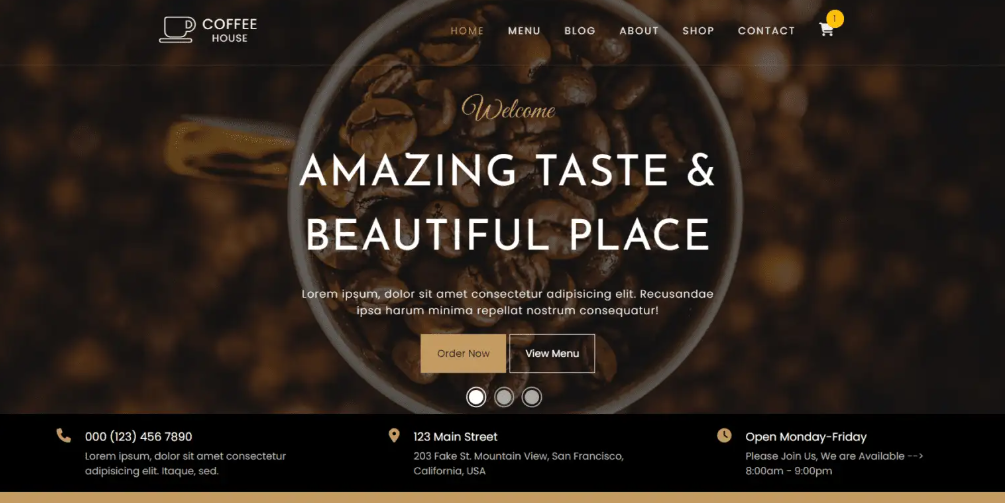 COFFEE
HOUSE
HOME MENU BLOG ABOUT SHOP CONTACT
1
Welcome
AMAZING TASTE &
BEAUTIFUL PLACE
Lorem ipsum, dolor sit amet consectetur adipisicing elit. Recusandae
ipsa harum minima repellat nostrum consequatur!
Order Now View Menu
000 (123) 456 7890
Lorem ipsum, dolor sit amet consectetur
adipisicing elit. Itaque, sed.
123 Main Street
203 Fake St. Mountain View, San Francisco,
California, USA
Open Monday-Friday
Please Join Us, We are Available -->
8:00am - 9:00pm